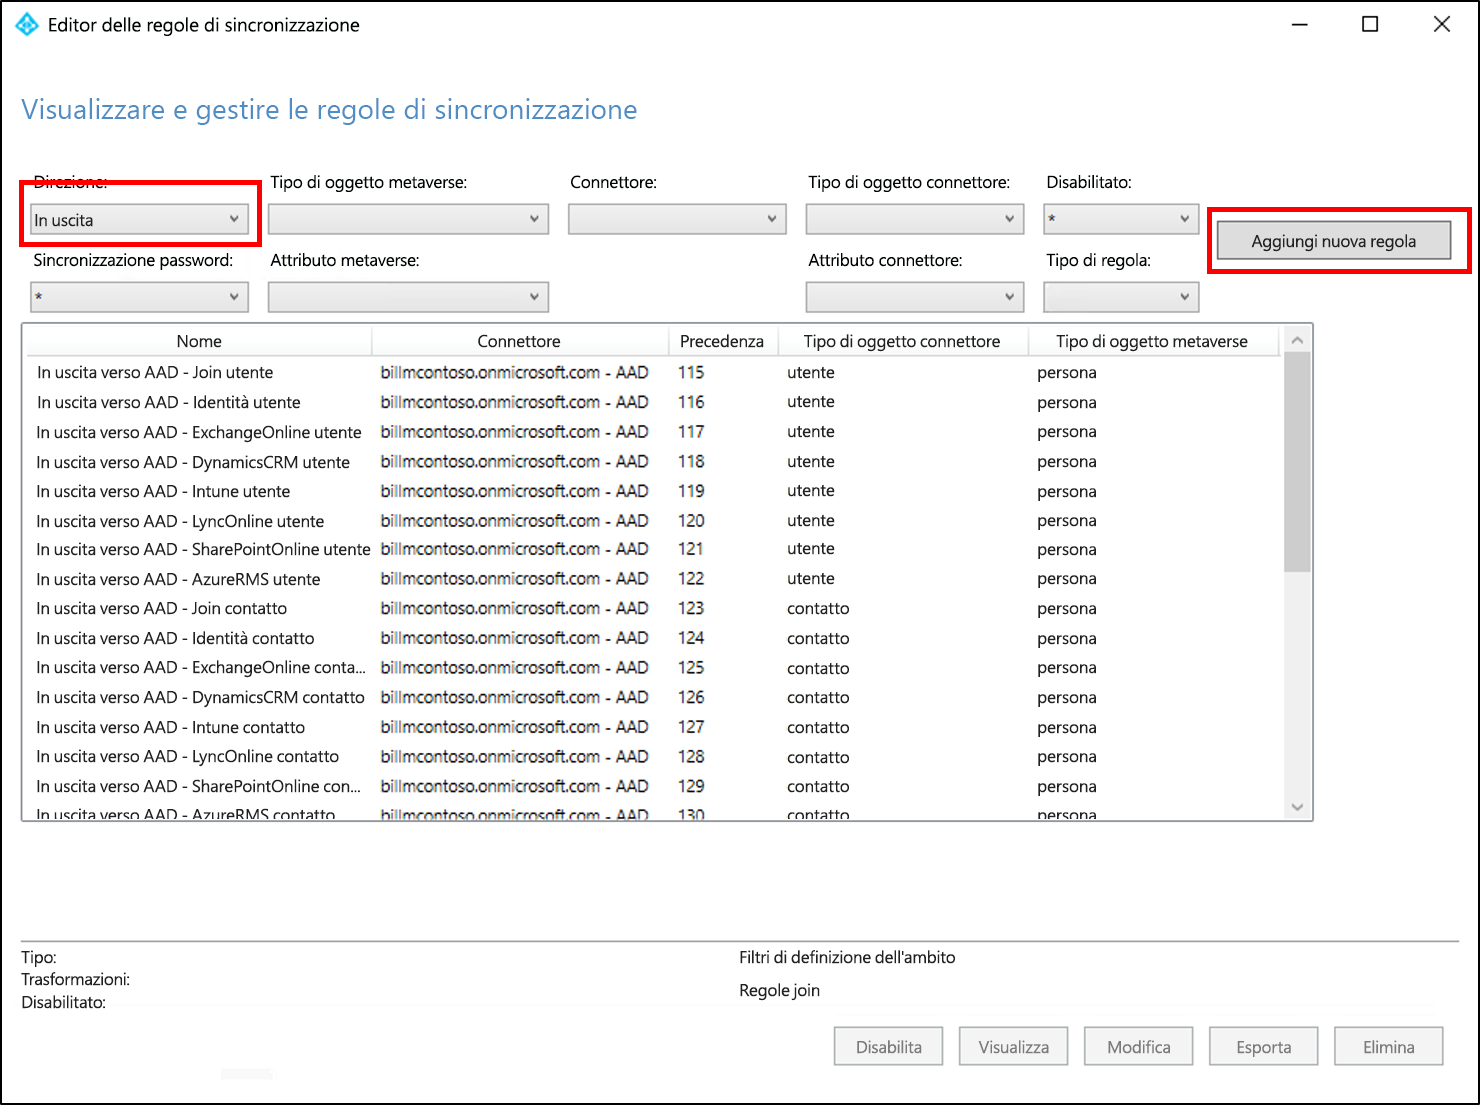 Editor delle regole di sincronizzazione
Visualizzare e gestire le regole di sincronizzazione
Direzione: Tipo di oggetto metaverse: Connettore: Tipo di oggetto connettore: Disabilitato:
In uscita *
Aggiungi nuova regola
Sincronizzazione password: Attributo metaverse: Attributo connettore: Tipo di regola:
*
Nome Connettore Precedenza Tipo di oggetto connettore Tipo di oggetto metaverse
In uscita verso AAD - Join utente billmcontoso.onmicrosoft.com - AAD 115 utente persona
In uscita verso AAD - Identità utente billmcontoso.onmicrosoft.com - AAD 116 utente persona
In uscita verso AAD - ExchangeOnline utente billmcontoso.onmicrosoft.com - AAD 117 utente persona
In uscita verso AAD - DynamicsCRM utente billmcontoso.onmicrosoft.com - AAD 118 utente persona
In uscita verso AAD - Intune utente billmcontoso.onmicrosoft.com - AAD 119 utente persona
In uscita verso AAD - LyncOnline utente billmcontoso.onmicrosoft.com - AAD 120 utente persona
In uscita verso AAD - SharePointOnline utente billmcontoso.onmicrosoft.com - AAD 121 utente persona
In uscita verso AAD - AzureRMS utente billmcontoso.onmicrosoft.com - AAD 122 utente persona
In uscita verso AAD - Join contatto billmcontoso.onmicrosoft.com - AAD 123 contatto persona
In uscita verso AAD - Identità contatto billmcontoso.onmicrosoft.com - AAD 124 contatto persona
In uscita verso AAD - ExchangeOnline conta... billmcontoso.onmicrosoft.com - AAD 125 contatto persona
In uscita verso AAD - DynamicsCRM contatto billmcontoso.onmicrosoft.com - AAD 126 contatto persona
In uscita verso AAD - Intune contatto billmcontoso.onmicrosoft.com - AAD 127 contatto persona
In uscita verso AAD - LyncOnline contatto billmcontoso.onmicrosoft.com - AAD 128 contatto persona
In uscita verso AAD - SharePointOnline con... billmcontoso.onmicrosoft.com - AAD 129 contatto persona
In uscita verso AAD - AzureRMS contatto billmcontoso.onmicrosoft.com - AAD 130 contatto persona
Tipo: Filtri di definizione dell'ambito
Trasformazioni:
Regole join
Disabilitato:
Disabilita Visualizza Modifica Esporta Elimina